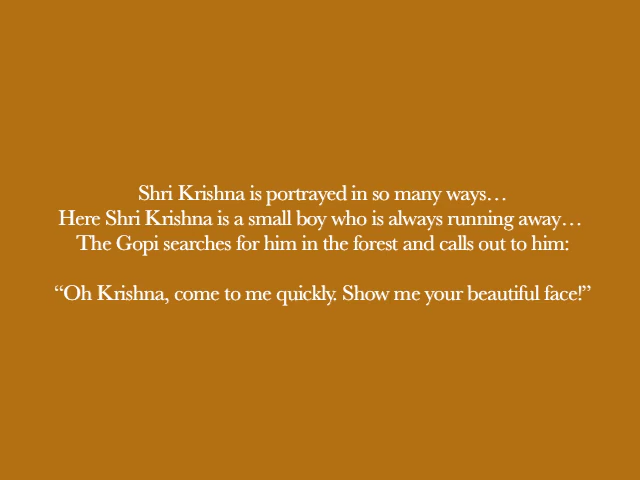 Shri Krishna is portrayed in so many ways…
Here Shri Krishna is a small boy who is always running away…
The Gopi searches for him in the forest and calls out to him:
“Oh Krishna, come to me quickly. Show me your beautiful face!”